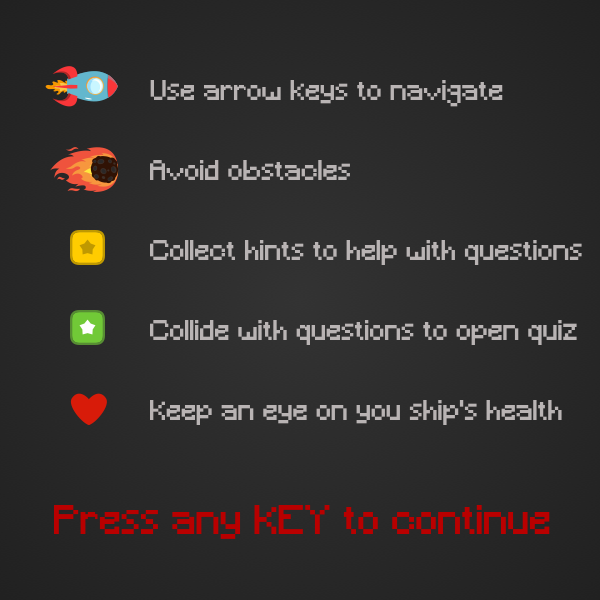 Use arrow keys to navigate
Avoid obstacles
Collect hints to help with questions
Collide with questions to open quiz
Keep an eye on you ship's health
Press any KEY to continue